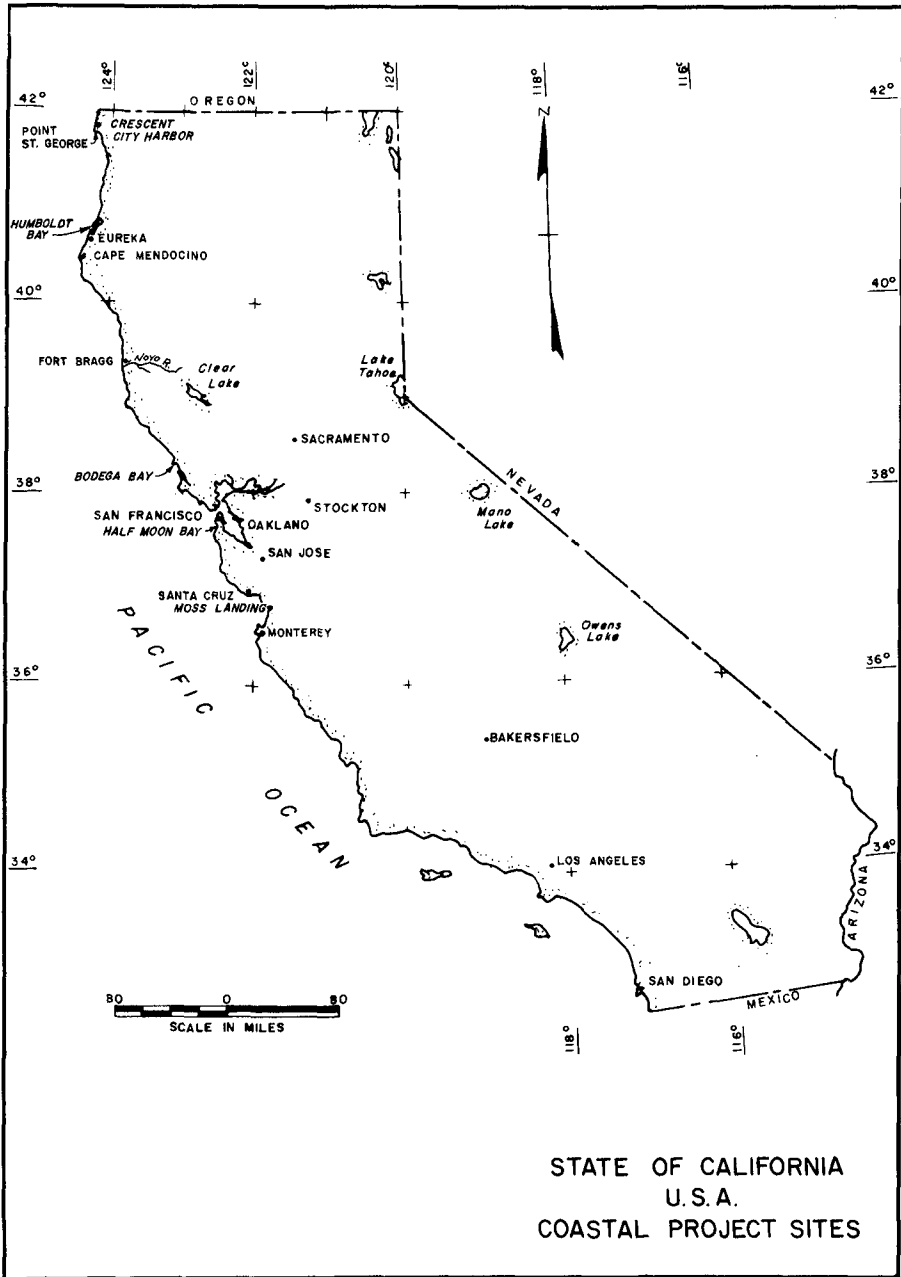 124°
122°
120°
118°
116°
42°
OREGON
42°
POINT
ST. GEORGE
CRESCENT
CITY HARBOR
N
HUMBOLDT
BAY
EUREKA
CAPE MENDOCINO
40°
40°
FORT BRAGG
NOYO R.
Clear
Lake
Lake
Tahoe
SACRAMENTO
NEVADA
BODEGA BAY
38°
38°
STOCKTON
Mano
Lake
SAN FRANCISCO
OAKLAND
HALF MOON BAY
SAN JOSE
SANTA CRUZ
MOSS LANDING
MONTEREY
Owens
Lake
PACIFIC
OCEAN
36°
36°
BAKERSFIELD
34°
34°
LOS ANGELES
ARIZONA
SAN DIEGO
MEXICO
80 0 80
SCALE IN MILES
118°
116°
STATE OF CALIFORNIA
U.S.A.
COASTAL PROJECT SITES